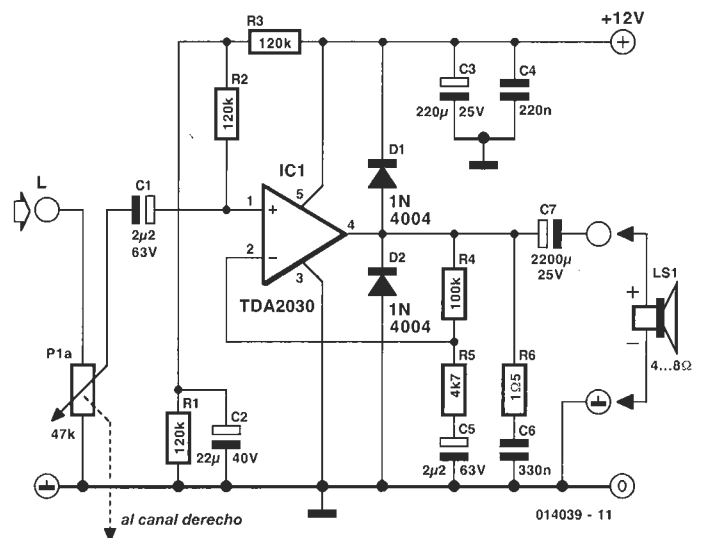 R3
120k
+12V
R2
120k
C3
220µ
25V
C4
220n
L
C1
2µ2
63V
IC1
1
+
5
2
−
3
4
TDA2030
D1
1N
4004
D2
1N
4004
C7
2200µ
25V
LS1
+
−
4...8Ω
R4
100k
R5
4k7
R6
1Ω5
C5
2µ2
63V
C6
330n
P1a
47k
R1
120k
C2
22µ
40V
0
al canal derecho
014039 - 11